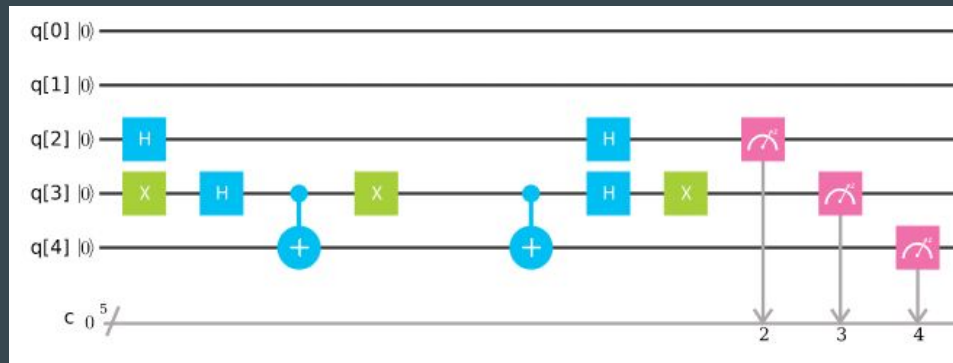 q[0] |0⟩
q[1] |0⟩
q[2] |0⟩ H H
q[3] |0⟩ X H X H X
q[4] |0⟩ + +
c 0 5
2 3 4